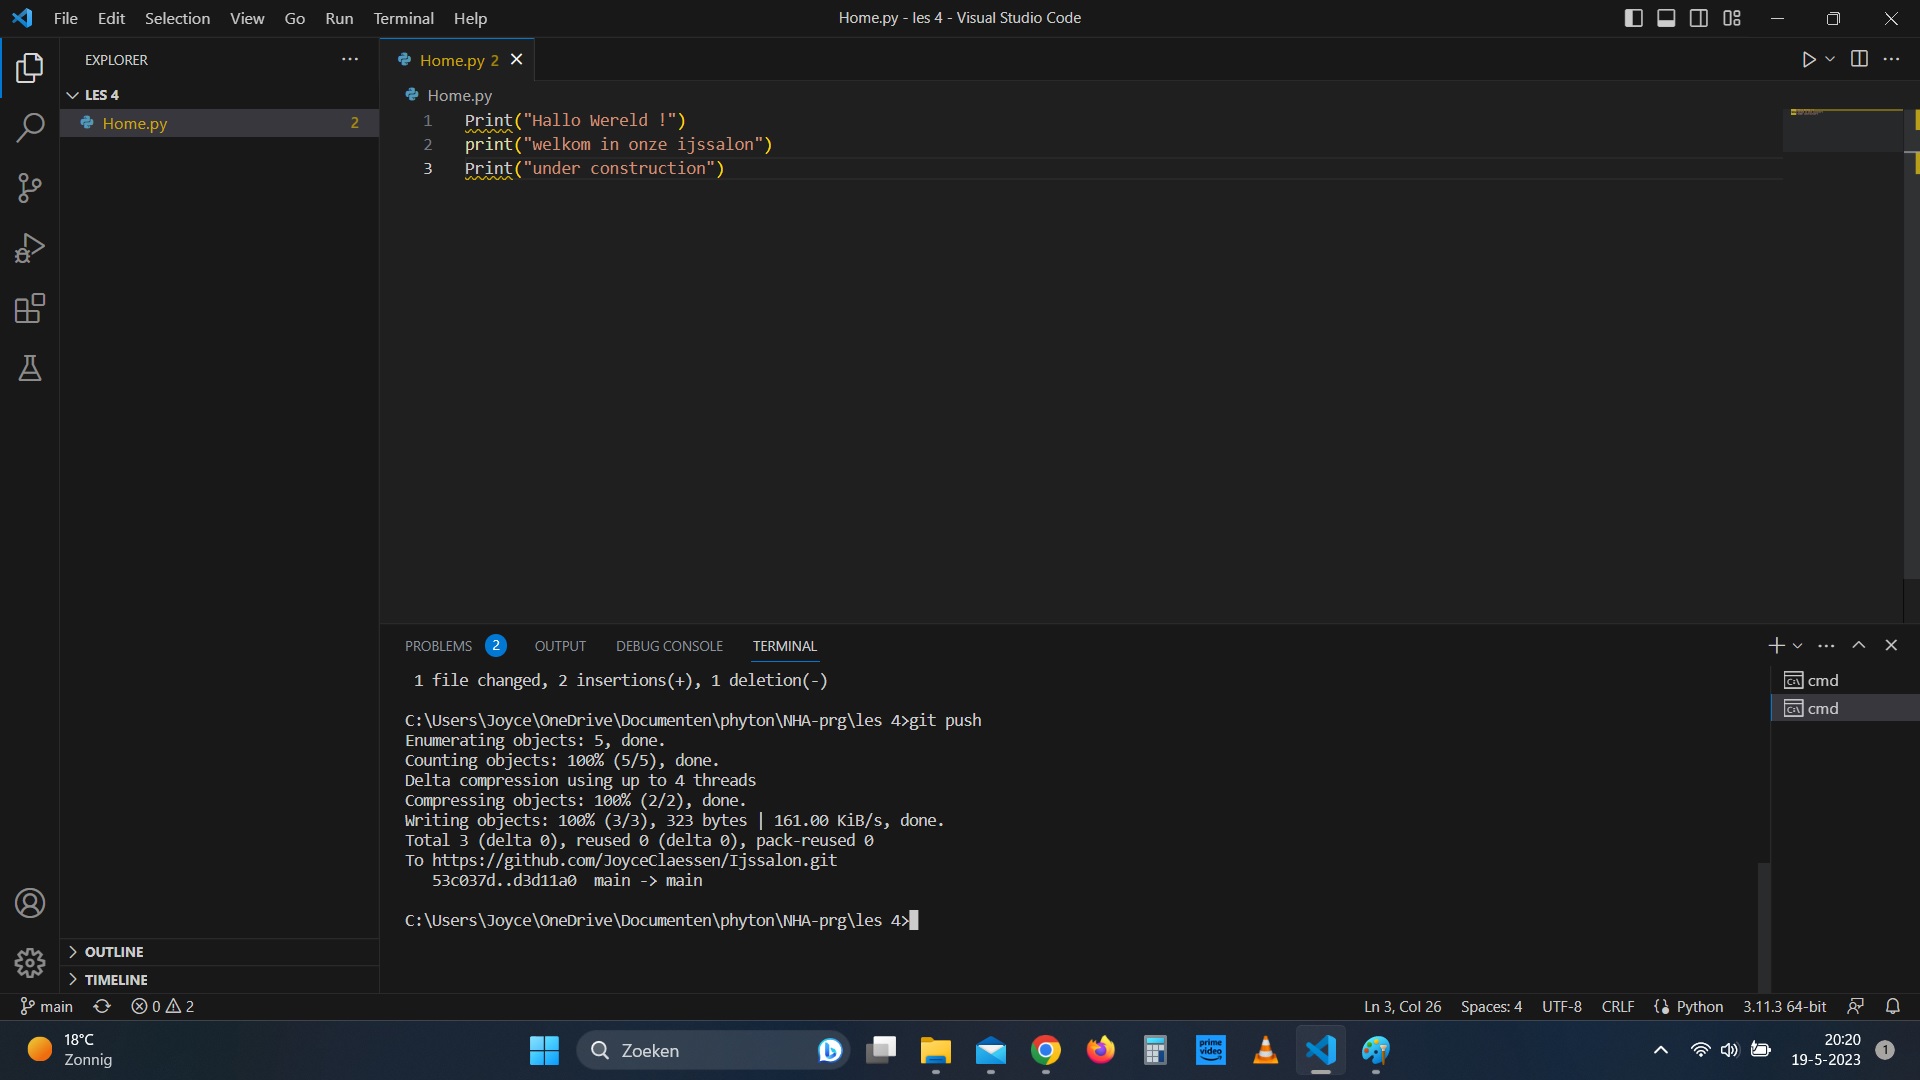 File Edit Selection View Go Run Terminal Help
Home.py - les 4 - Visual Studio Code
EXPLORER
LES 4
Home.py 2
Home.py 2
Home.py
1 Print("Hallo Wereld !")
2 print("welkom in onze ijssalon")
3 Print("under construction")
PROBLEMS 2 OUTPUT DEBUG CONSOLE TERMINAL
1 file changed, 2 insertions(+), 1 deletion(-)
C:\Users\Joyce\OneDrive\Documenten\phyton\NHA-prg\les 4>git push
Enumerating objects: 5, done.
Counting objects: 100% (5/5), done.
Delta compression using up to 4 threads
Compressing objects: 100% (2/2), done.
Writing objects: 100% (3/3), 323 bytes | 161.00 KiB/s, done.
Total 3 (delta 0), reused 0 (delta 0), pack-reused 0
To https://github.com/JoyceClaessen/Ijssalon.git
53c037d..d3d11a0  main -> main
C:\Users\Joyce\OneDrive\Documenten\phyton\NHA-prg\les 4>
cmd
cmd
OUTLINE
TIMELINE
main 0 2
Ln 3, Col 26 Spaces: 4 UTF-8 CRLF Python 3.11.3 64-bit
18°C
Zonnig
Zoeken
prime
video
20:20
19-5-2023
1